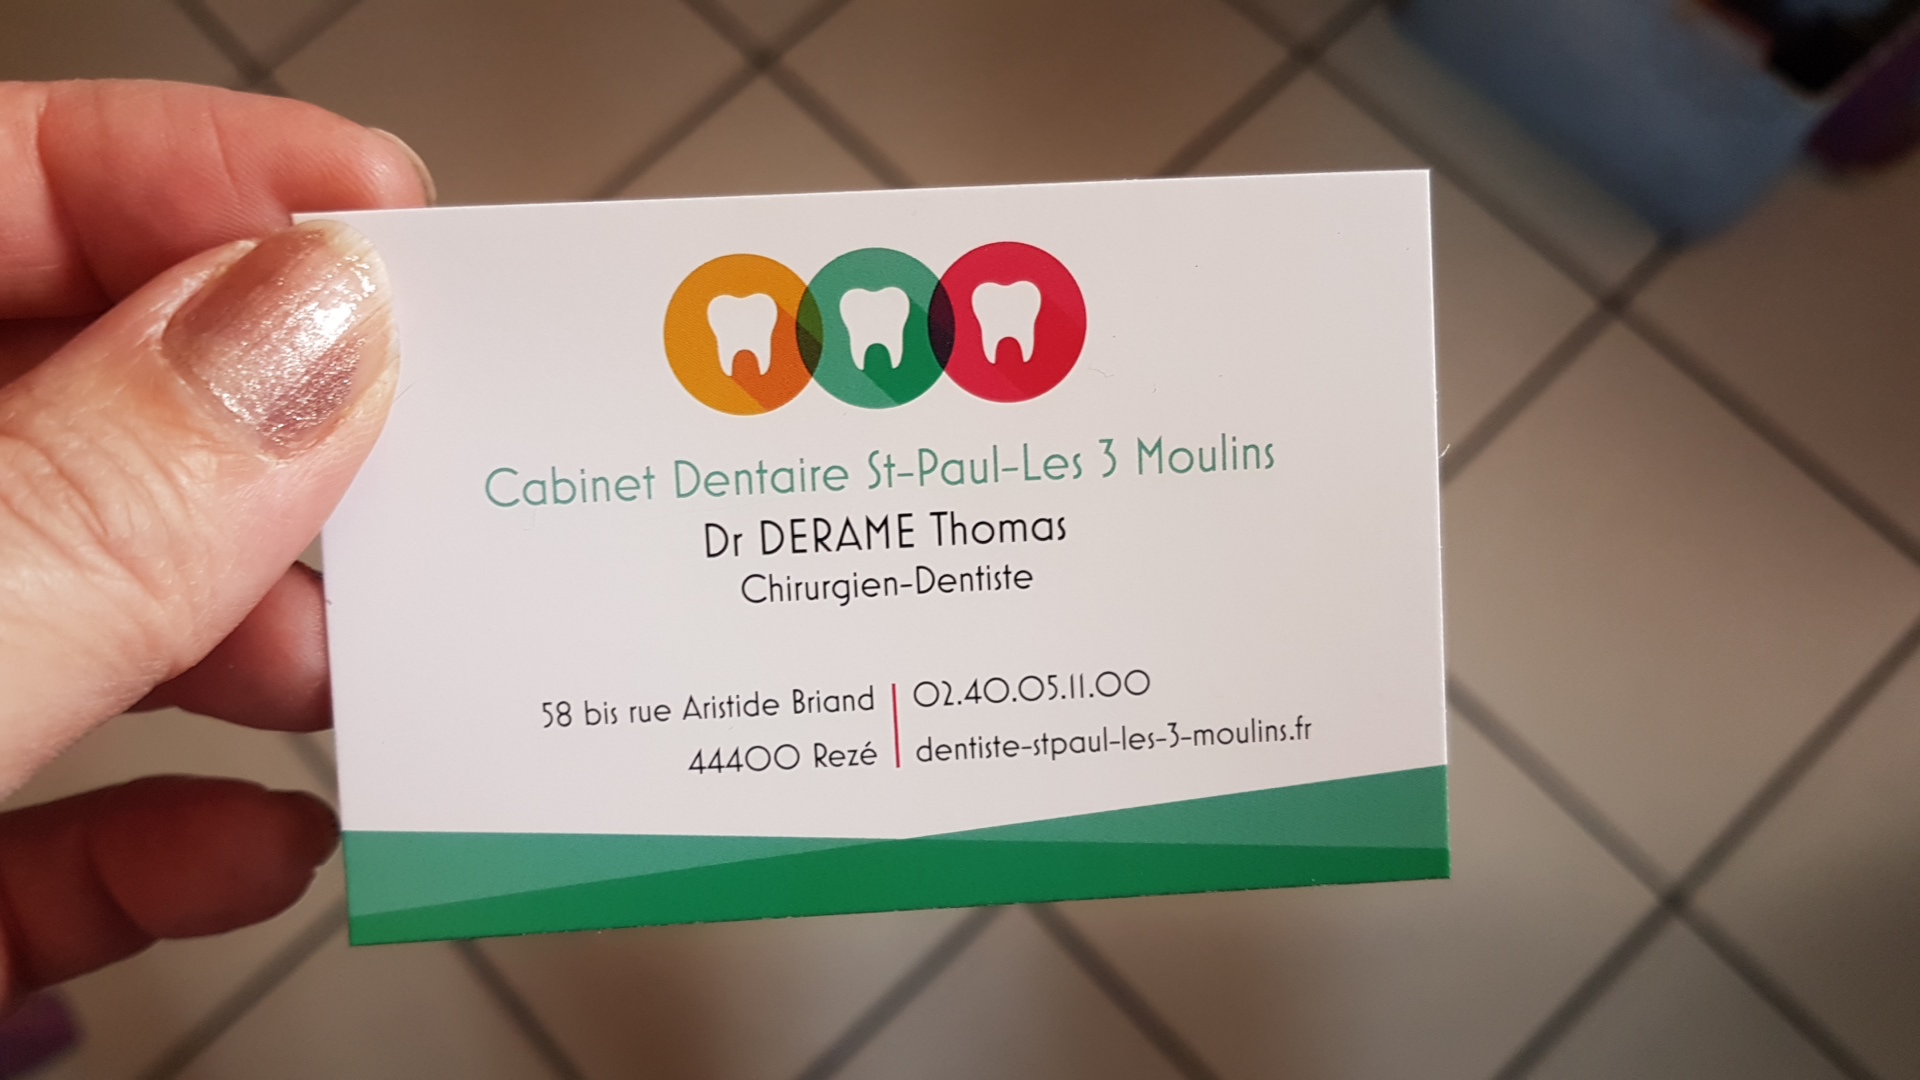 Cabinet Dentaire St-Paul-Les 3 Moulins
Dr DERAME Thomas
Chirurgien-Dentiste
58 bis rue Aristide Briand
44400 Rezé
02.40.05.11.00
dentiste-stpaul-les-3-moulins.fr